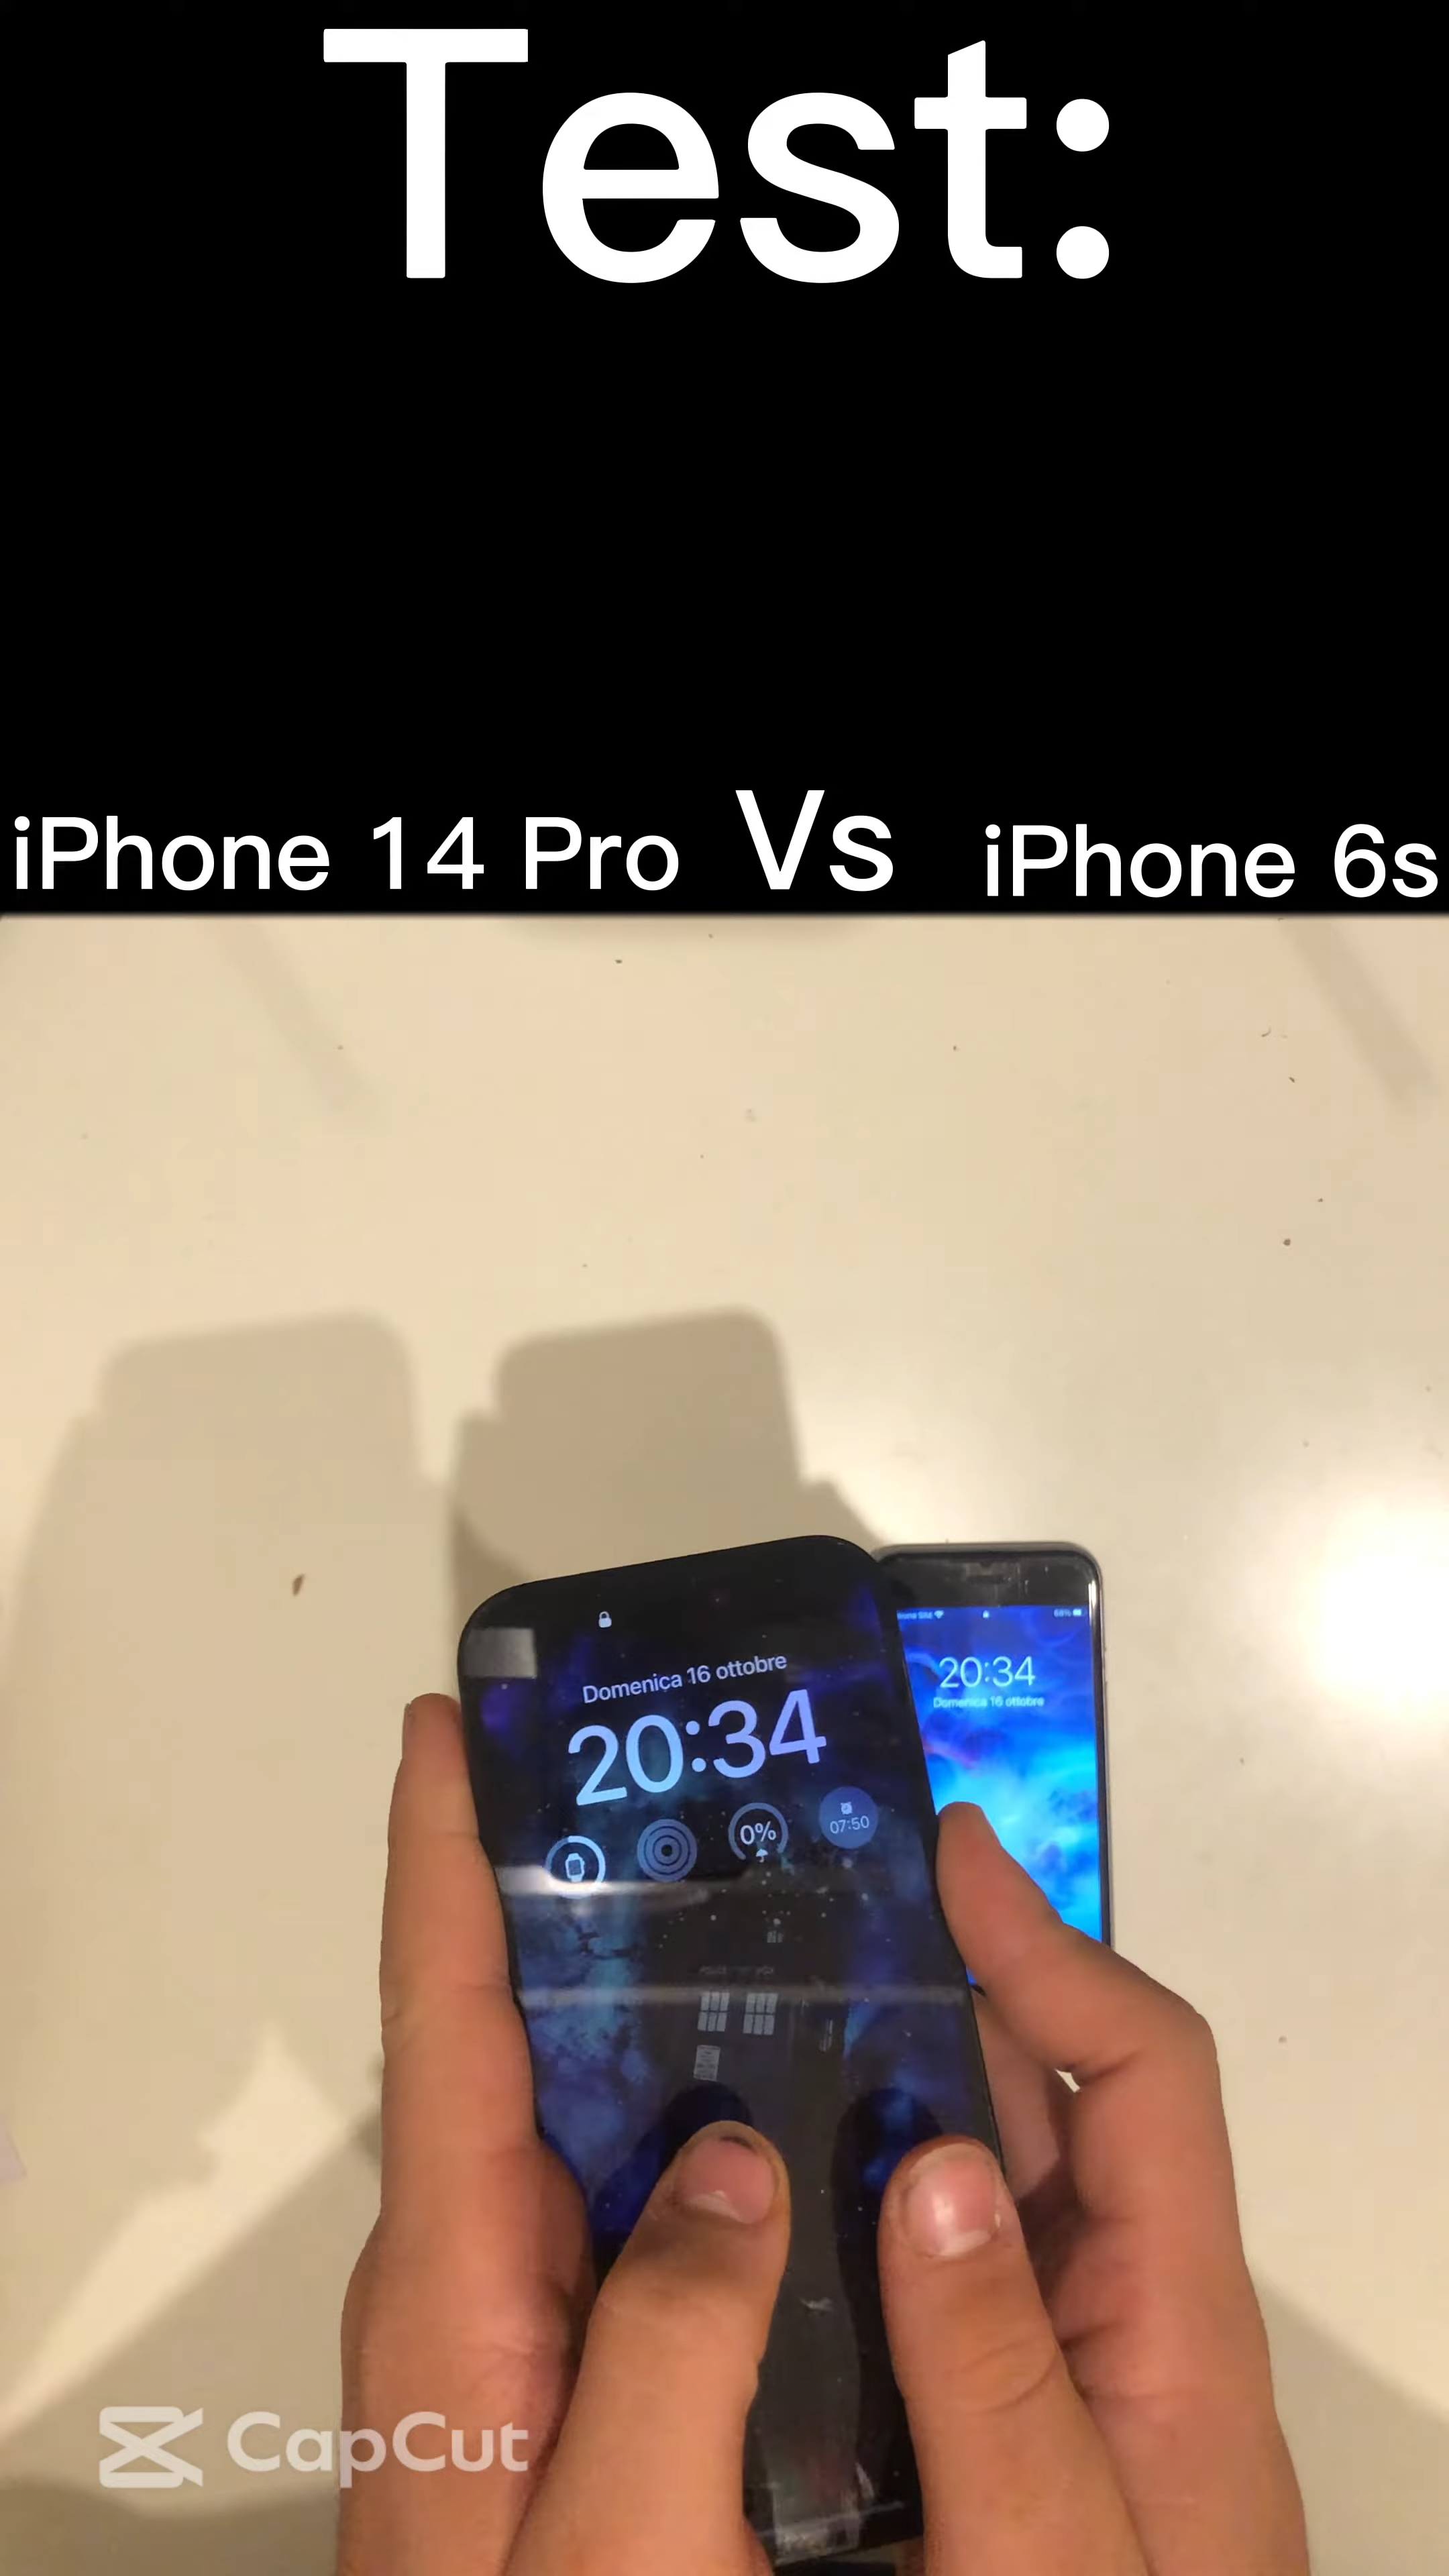 Test:
iPhone 14 Pro Vs iPhone 6s
Domenica 16 ottobre
20:34
0%
07:50
68%
20:34
Domenica 16 ottobre
CapCut